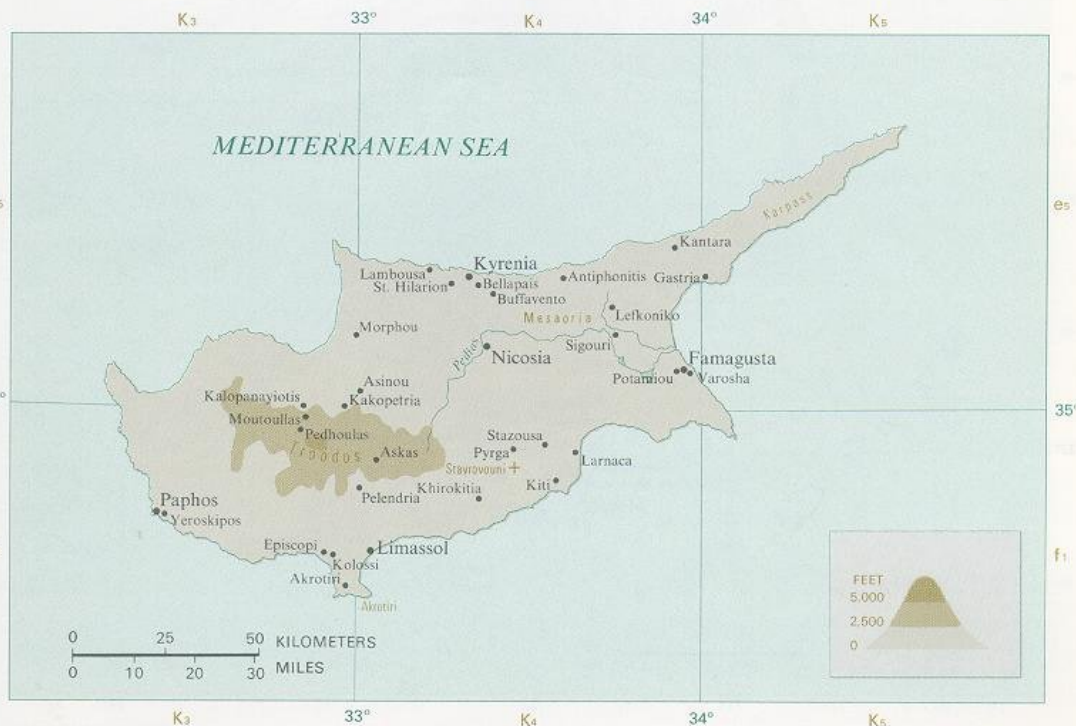 K3 33° K4 34° K5
MEDITERRANEAN SEA
Karpass
e5
Kantara
Kyrenia
Lambousa
Antiphonitis
Gastria
St. Hilarion
Bellapais
Buffavento
Mesaoria
Lefkoniko
Morphou
Sigouri
Nicosia
Famagusta
Potamiou
Varosha
Asinou
Kalopanayiotis
Kakopetria
35°
Moutoullas
Pedhoulas
Stazousa
Troodos
Askas
Pyrga
Larnaca
Stavrovouni
Khirokitia
Kiti
Pelendria
Paphos
Yeroskipos
Episcopi
Limassol
Kolossi
f1
Akrotiri
Akrotiri
FEET
5.000
2,500
0
0 25 50 KILOMETERS
0 10 20 30 MILES
K3 33° K4 34° K5